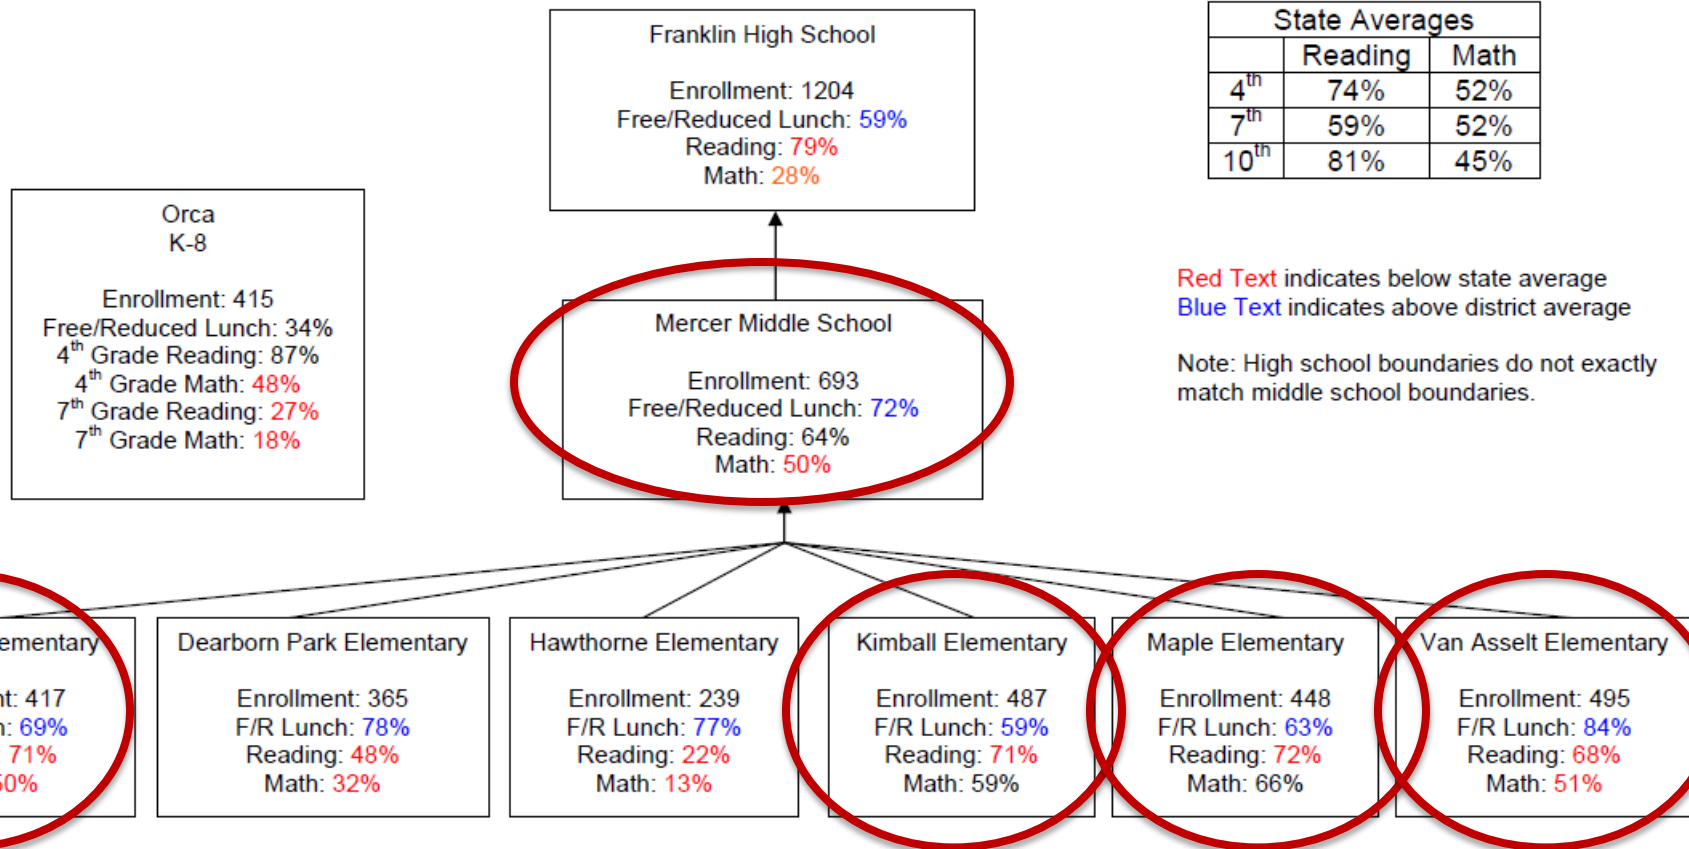 Franklin High School
Enrollment: 1204
Free/Reduced Lunch: 59%
Reading: 79%
Math: 28%
State Averages
Reading Math
4th 74% 52%
7th 59% 52%
10th 81% 45%
Orca
K-8
Enrollment: 415
Free/Reduced Lunch: 34%
4th Grade Reading: 87%
4th Grade Math: 48%
7th Grade Reading: 27%
7th Grade Math: 18%
Mercer Middle School
Enrollment: 693
Free/Reduced Lunch: 72%
Reading: 64%
Math: 50%
Red Text indicates below state average
Blue Text indicates above district average
Note: High school boundaries do not exactly
match middle school boundaries.
ementary
nt: 417
h: 69%
71%
50%
Dearborn Park Elementary
Enrollment: 365
F/R Lunch: 78%
Reading: 48%
Math: 32%
Hawthorne Elementary
Enrollment: 239
F/R Lunch: 77%
Reading: 22%
Math: 13%
Kimball Elementary
Enrollment: 487
F/R Lunch: 59%
Reading: 71%
Math: 59%
Maple Elementary
Enrollment: 448
F/R Lunch: 63%
Reading: 72%
Math: 66%
Van Asselt Elementary
Enrollment: 495
F/R Lunch: 84%
Reading: 68%
Math: 51%